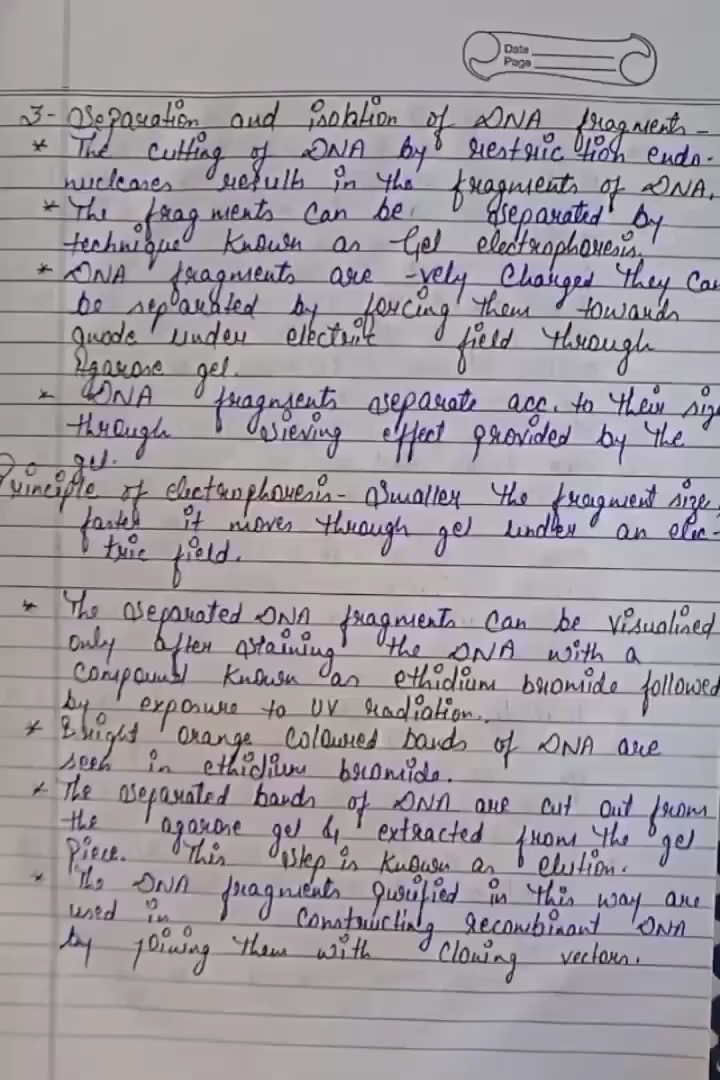 Date
Page
3- Separation and isolation of DNA fragments-
* The cutting of DNA by restriction endo-
nucleases results in the fragments of DNA.
* The fragments can be separated by
technique known as Gel electrophoresis.
* DNA fragments are -vely charged they can
be separated by forcing them towards
anode under electric field through
Agarose gel.
* DNA fragments separate acc. to their size
through sieving effect provided by the
gel.
Principle of electrophoresis- Smaller the fragment size,
faster it moves through gel under an elec-
tric field.
* The separated DNA fragments can be visualised
only after staining the DNA with a
compound known as ethidium bromide followed
by exposure to UV radiation.
* Bright orange coloured bands of DNA are
seen in ethidium bromide.
* The separated bands of DNA are cut out from
the agarose gel & extracted from the gel
piece. This step is known as elution.
* The DNA fragments purified in this way are
used in constructing recombinant DNA
by joining them with cloning vectors.